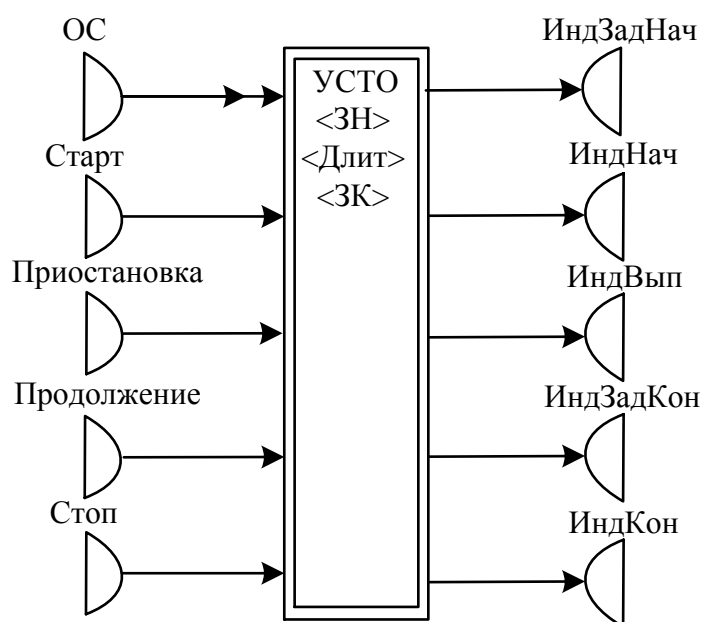 ОС
Старт
Приостановка
Продолжение
Стоп
УСТО
<ЗН>
<Длит>
<ЗК>
ИндЗадНач
ИндНач
ИндВып
ИндЗадКон
ИндКон